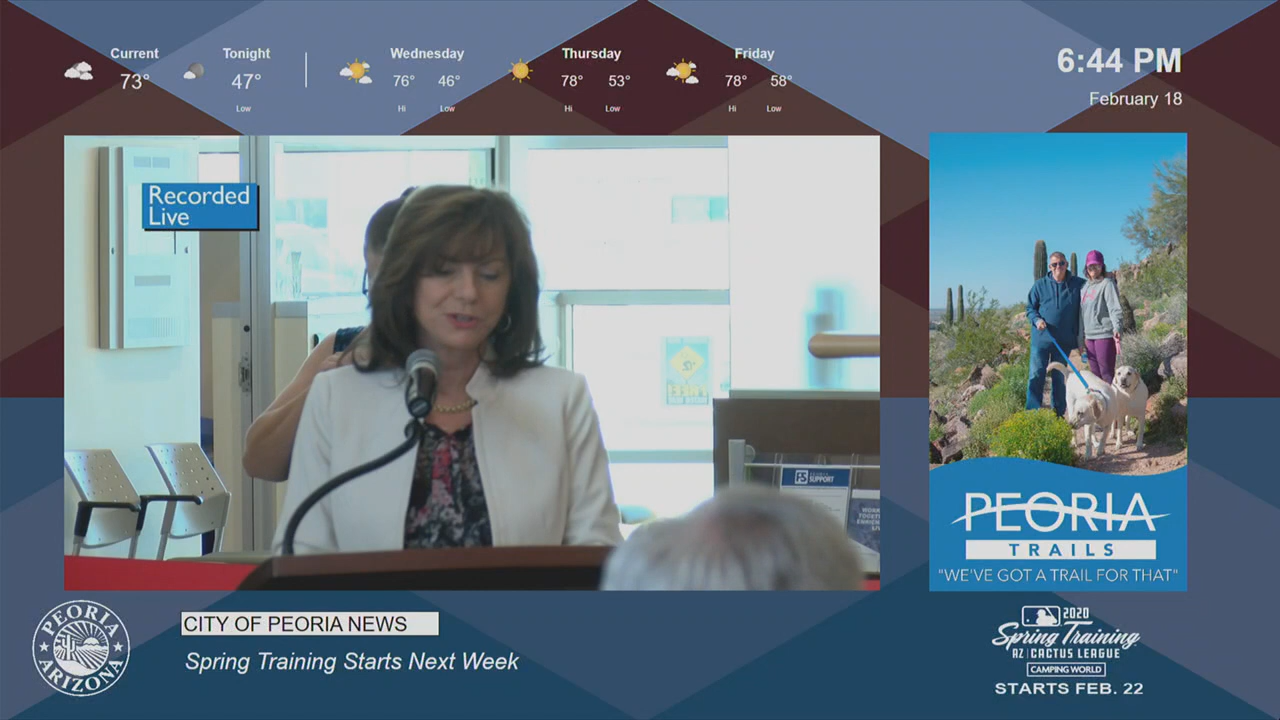 Current
73°
Tonight
47°
Low
Wednesday
76° 46°
Hi Low
Thursday
78° 53°
Hi Low
Friday
78° 58°
Hi Low
6:44 PM
February 18
Recorded
Live
FS
SUPPORT
PEORIA
TRAILS
"WE'VE GOT A TRAIL FOR THAT"
PEORIA
ARIZONA
CITY OF PEORIA NEWS
Spring Training Starts Next Week
2020
Spring Training
AZ | CACTUS LEAGUE
CAMPING WORLD
STARTS FEB. 22